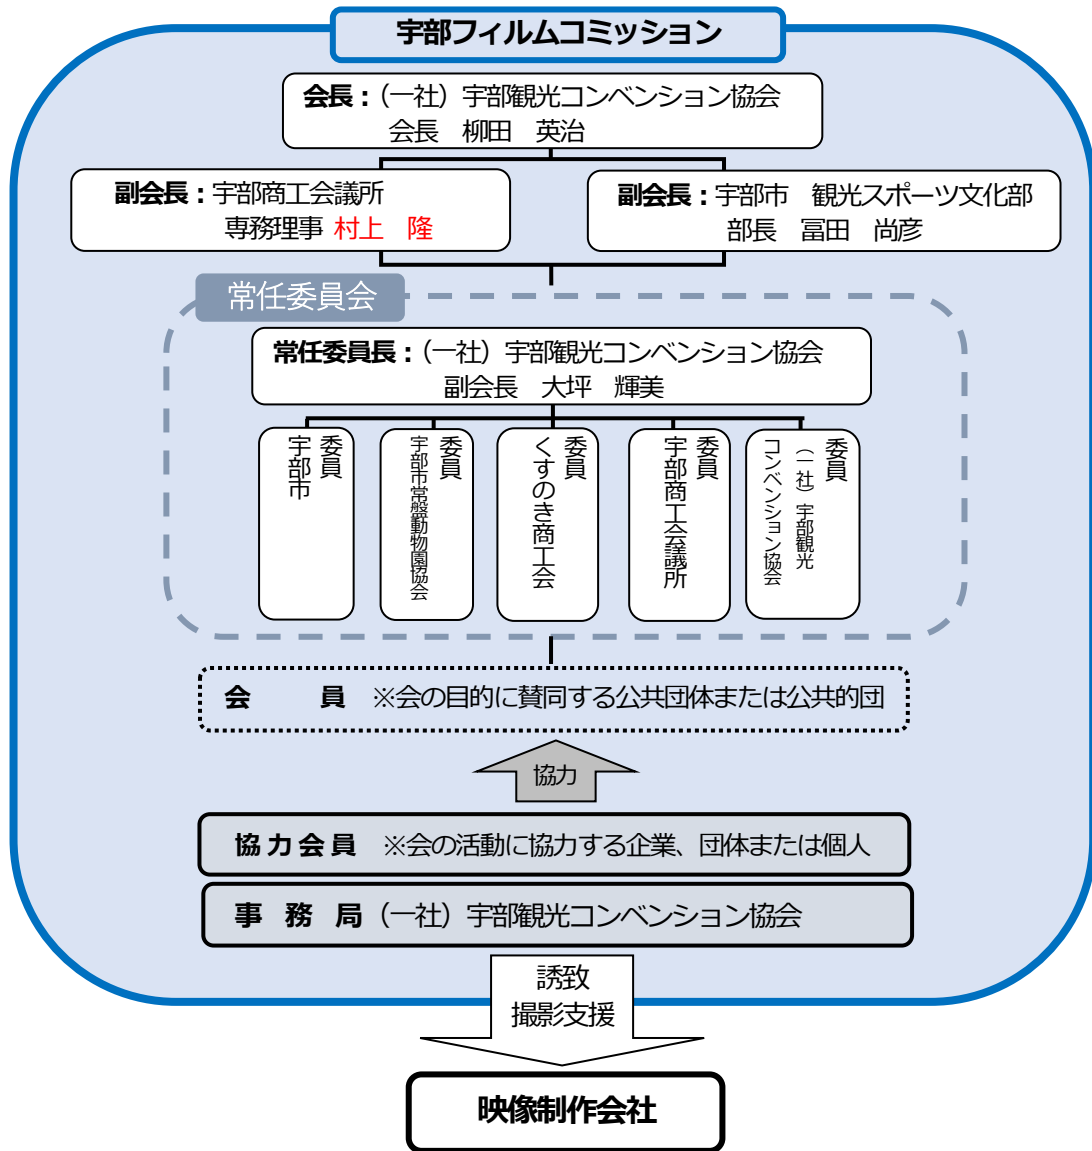 宇部フィルムコミッション
会長：（一社）宇部観光コンベンション協会
会長　柳田　英治
副会長：宇部商工会議所
専務理事 村上　隆
副会長：宇部市　観光スポーツ文化部
部長　冨田　尚彦
常任委員会
常任委員長：（一社）宇部観光コンベンション協会
副会長　大坪　輝美
委員
宇部市
委員
宇部市常盤動物園協会
委員
くすのき商工会
委員
宇部商工会議所
委員
（一社）宇部観光
コンベンション協会
会　　員　※会の目的に賛同する公共団体または公共的団
協力
協 力 会 員　※会の活動に協力する企業、団体または個人
事　務　局（一社）宇部観光コンベンション協会
誘致
撮影支援
映像制作会社